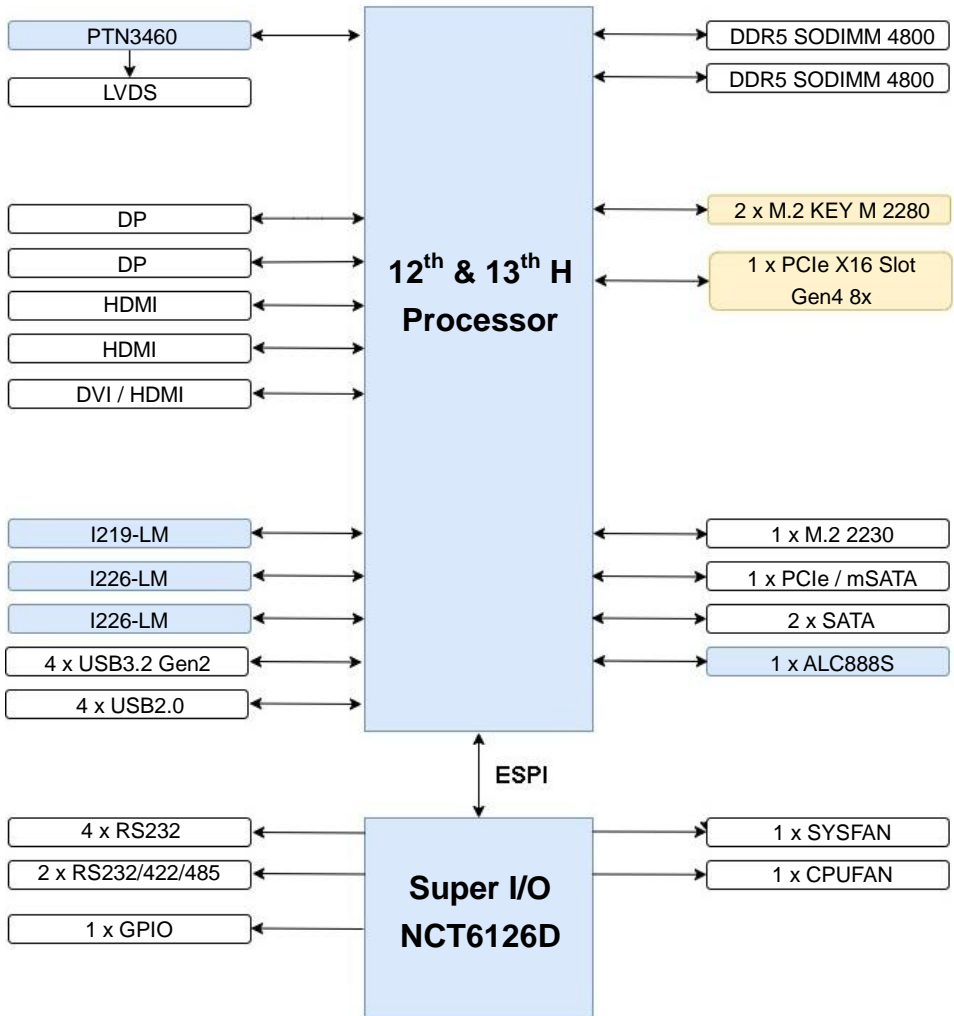 PTN3460
LVDS
DP
DP
HDMI
HDMI
DVI / HDMI
I219-LM
I226-LM
I226-LM
4 x USB3.2 Gen2
4 x USB2.0
12th & 13th H
Processor
DDR5 SODIMM 4800
DDR5 SODIMM 4800
2 x M.2 KEY M 2280
1 x PCIe X16 Slot
Gen4 8x
1 x M.2 2230
1 x PCIe / mSATA
2 x SATA
1 x ALC888S
ESPI
4 x RS232
2 x RS232/422/485
1 x GPIO
Super I/O
NCT6126D
1 x SYSFAN
1 x CPUFAN